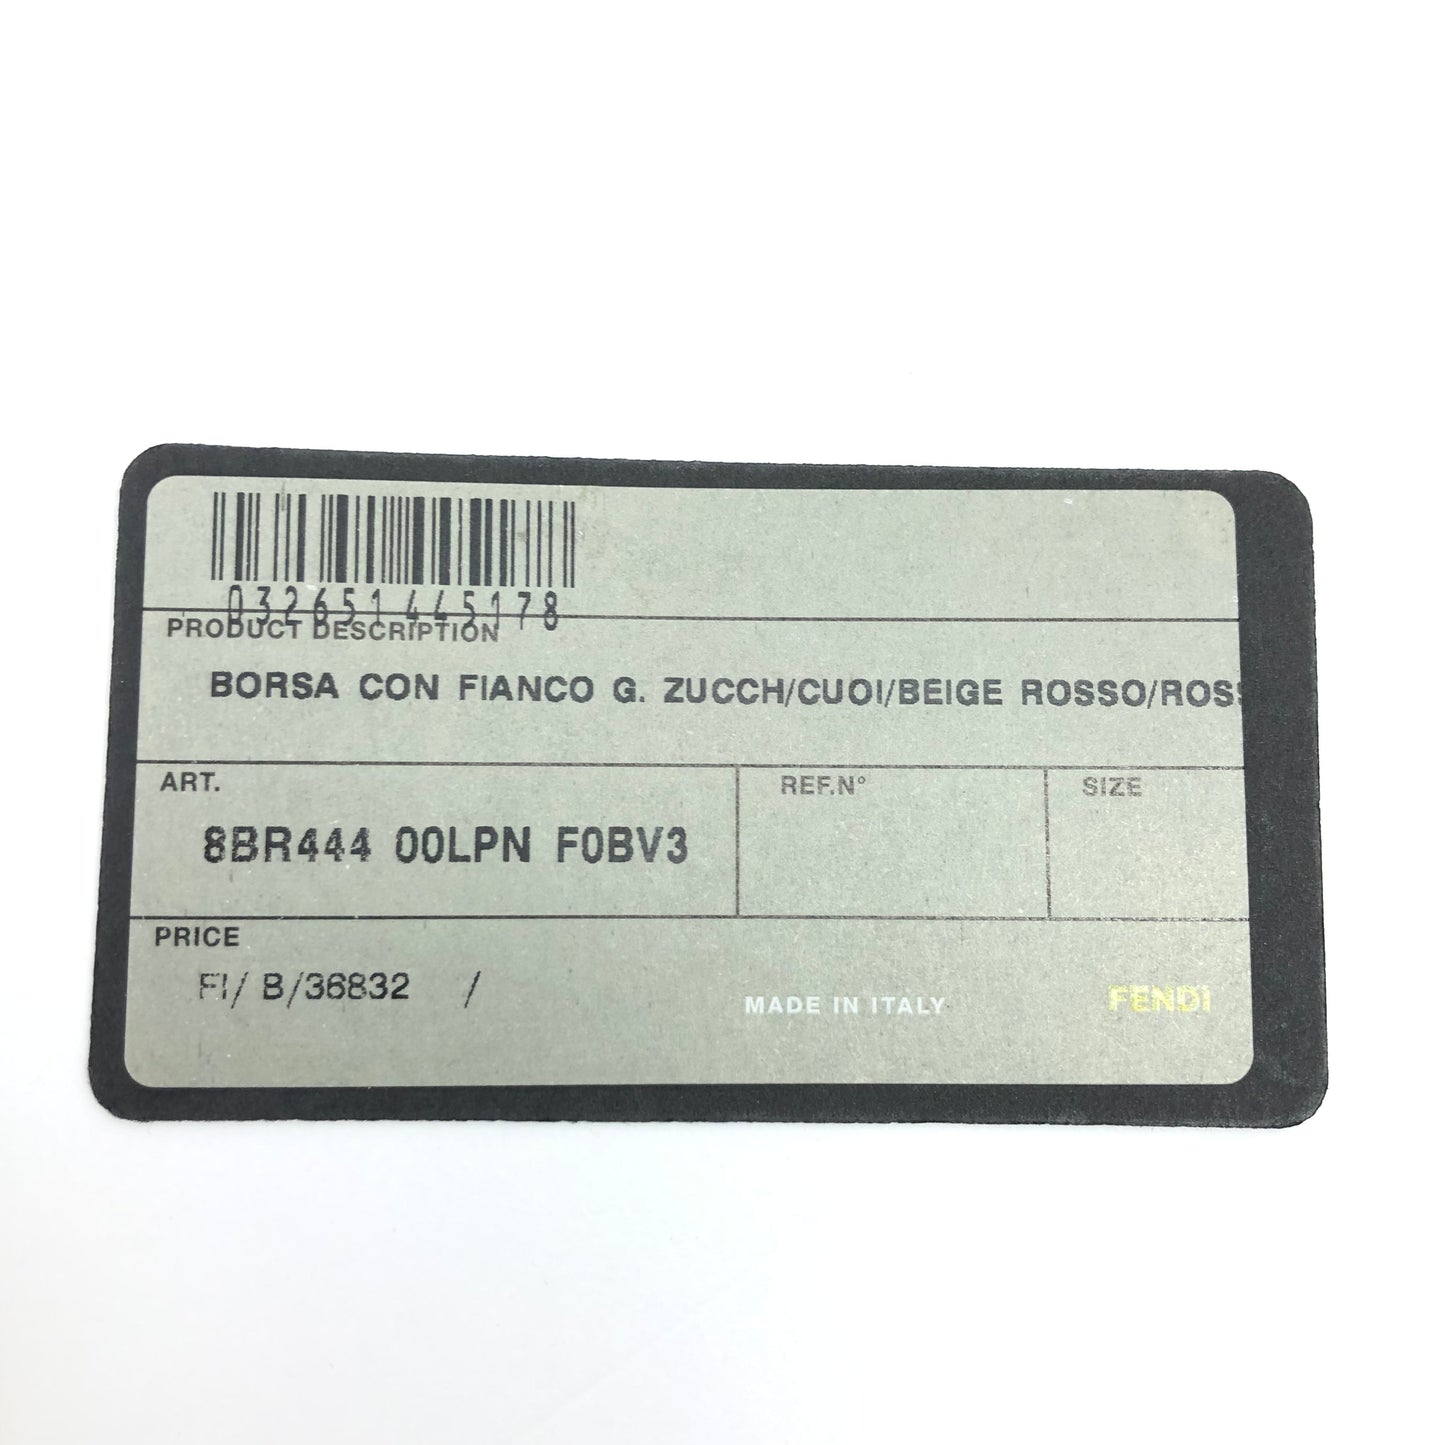 032651445178
PRODUCT DESCRIPTION
BORSA CON FIANCO G. ZUCCH/CUOI/BEIGE ROSSO/ROSS
ART.
REF.N°
SIZE
8BR444 00LPN F0BV3
PRICE
FI/ B/36832 /
MADE IN ITALY
FENDI